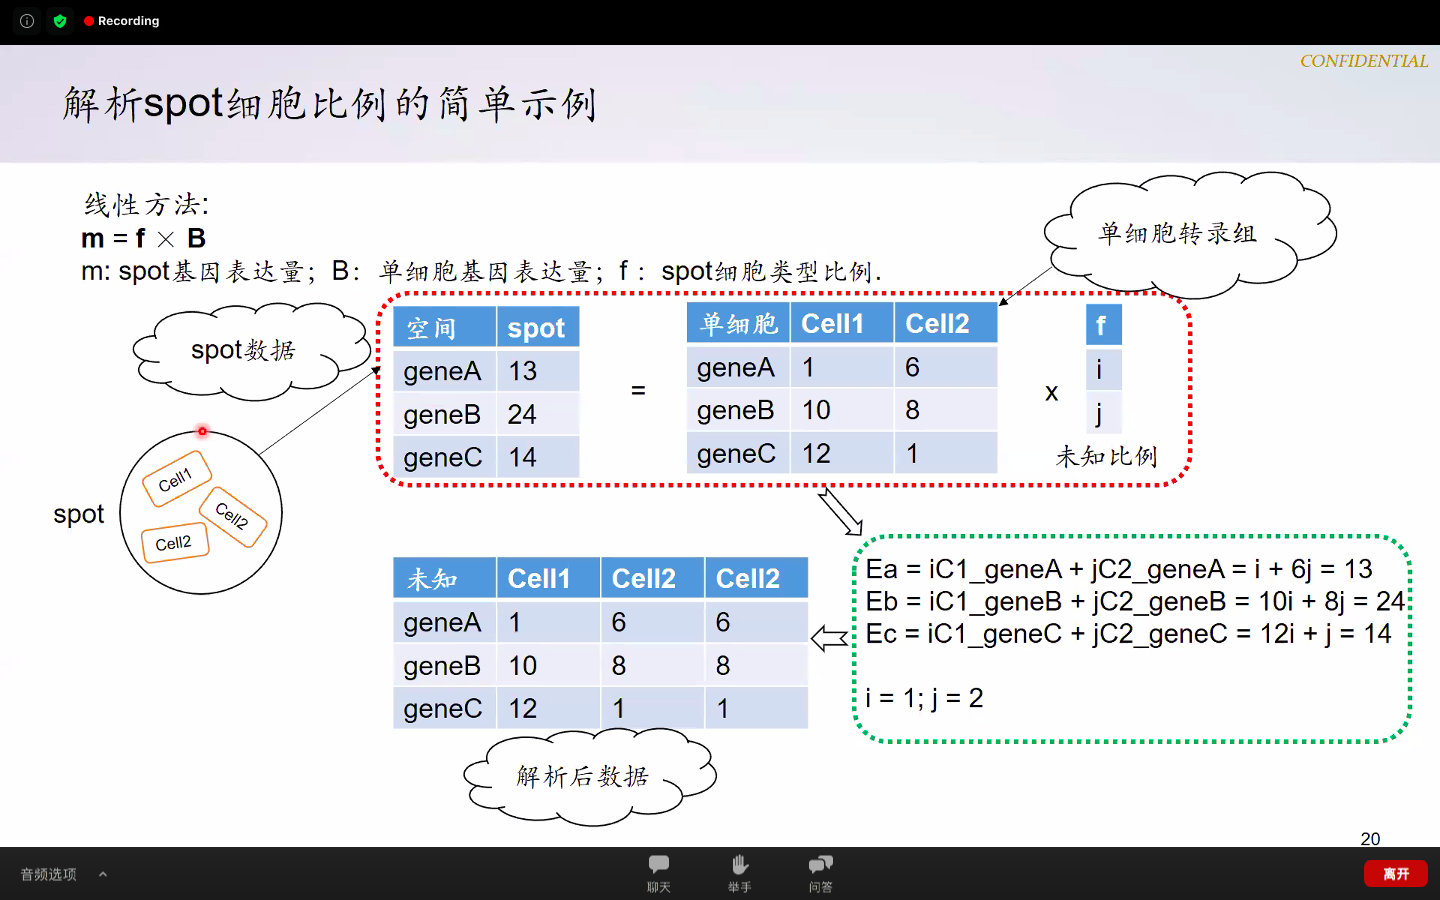 Recording
CONFIDENTIAL
解析spot细胞比例的简单示例
线性方法:
m = f × B
m: spot基因表达量；B：单细胞基因表达量；f：spot细胞类型比例.
单细胞转录组
spot数据
空间 spot
geneA 13
geneB 24
geneC 14
=
单细胞 Cell1 Cell2
geneA 1 6
geneB 10 8
geneC 12 1
x
f
i
j
未知比例
spot
Cell1
Cell2
Cell2
未知 Cell1 Cell2 Cell2
geneA 1 6 6
geneB 10 8 8
geneC 12 1 1
解析后数据
Ea = iC1_geneA + jC2_geneA = i + 6j = 13
Eb = iC1_geneB + jC2_geneB = 10i + 8j = 24
Ec = iC1_geneC + jC2_geneC = 12i + j = 14
i = 1; j = 2
20
音频选项
聊天
举手
问答
离开